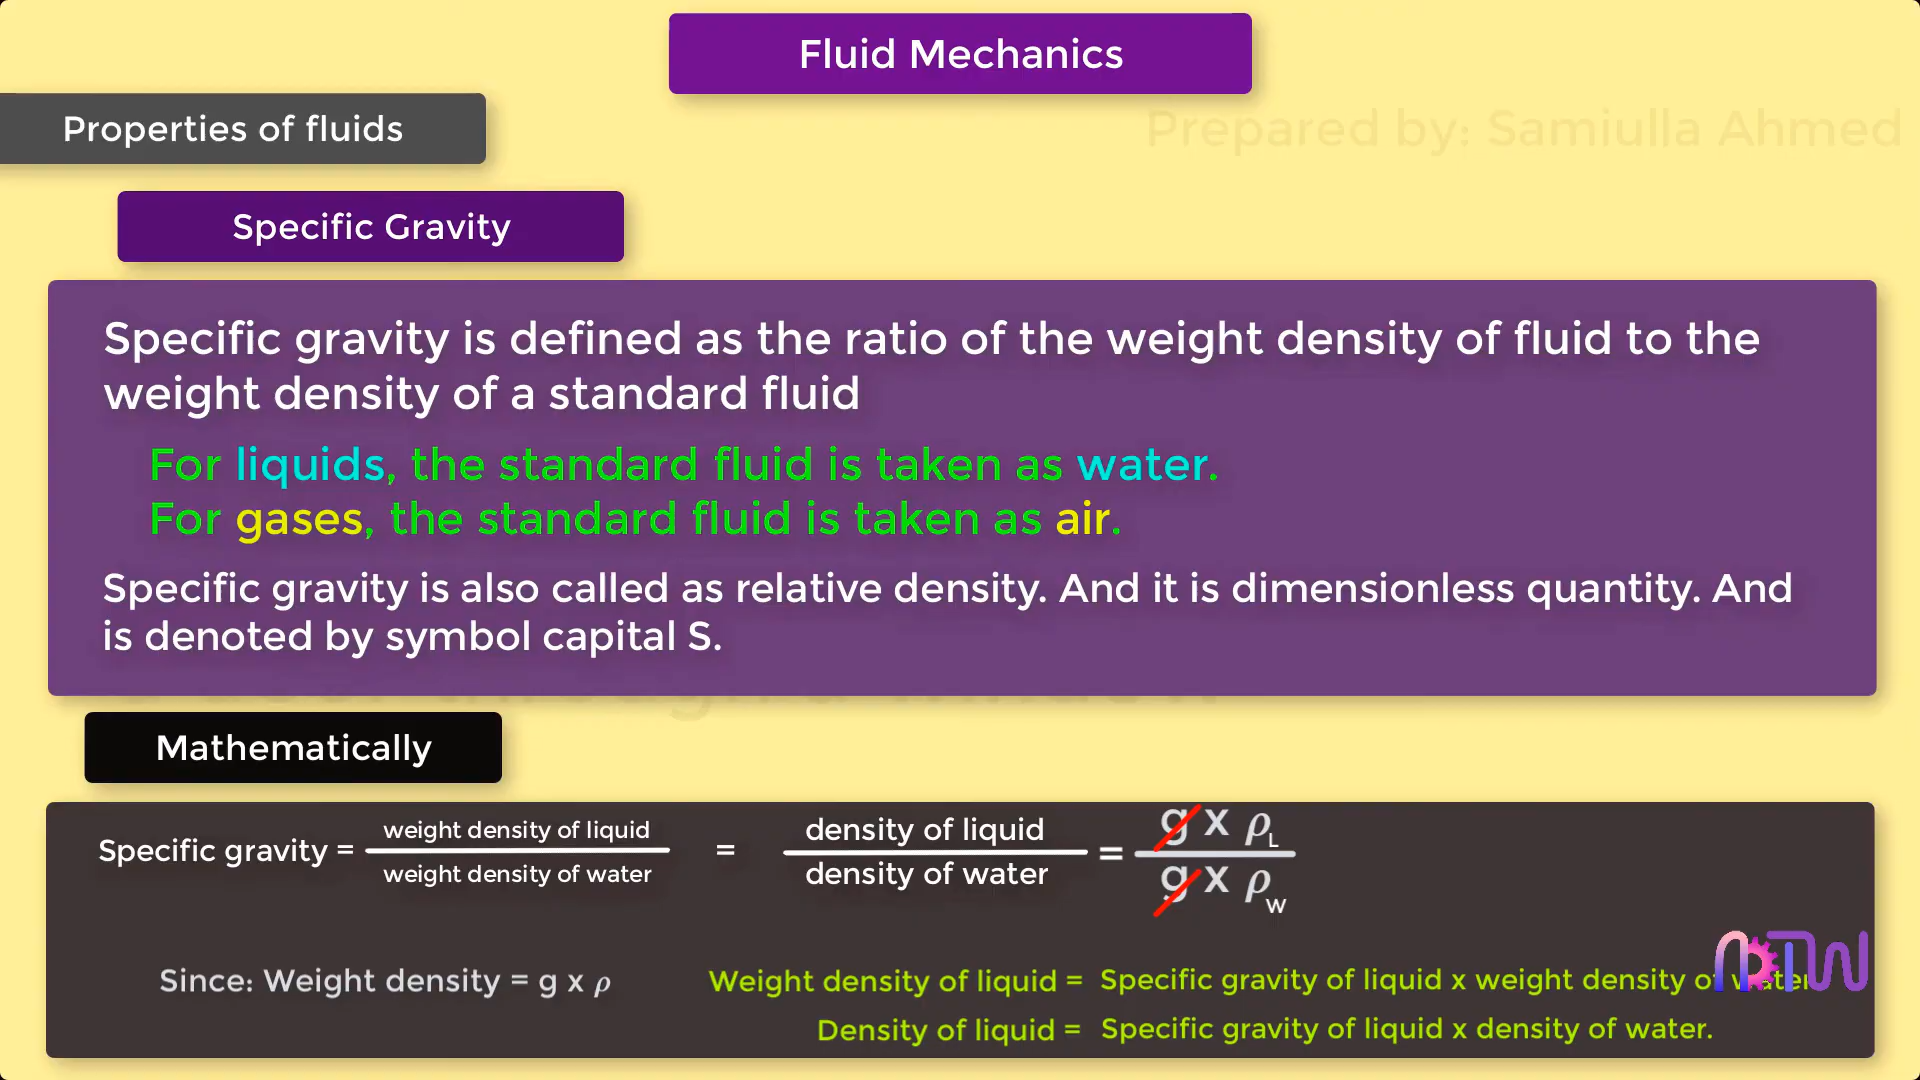 Fluid Mechanics
Properties of fluids
Prepared by: Samiulla Ahmed
Specific Gravity
Specific gravity is defined as the ratio of the weight density of fluid to the
weight density of a standard fluid
For liquids, the standard fluid is taken as water.
For gases, the standard fluid is taken as air.
Specific gravity is also called as relative density. And it is dimensionless quantity. And
is denoted by symbol capital S.
Mathematically
Specific gravity = weight density of liquid / weight density of water = density of liquid / density of water = g x ρL / g x ρW
Since: Weight density = g x ρ
Weight density of liquid = Specific gravity of liquid x weight density of water
Density of liquid = Specific gravity of liquid x density of water.